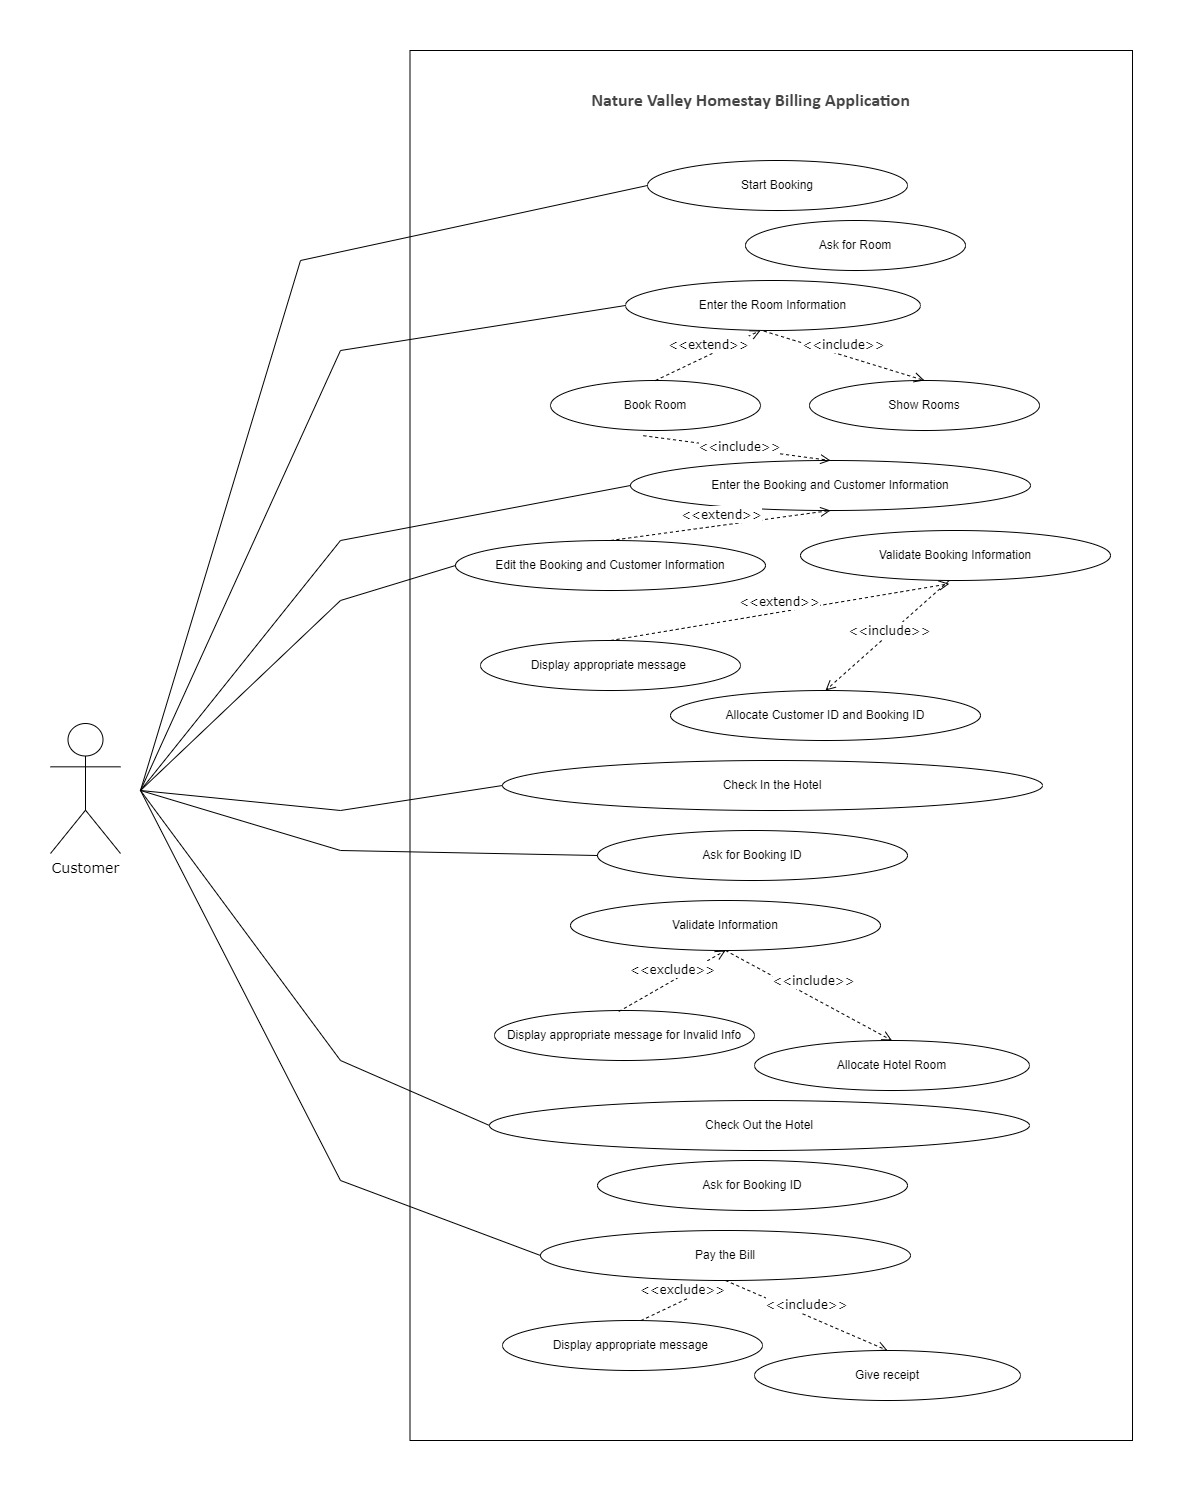 Nature Valley Homestay Billing Application
Start Booking
Ask for Room
Enter the Room Information
<<extend>>
<<include>>
Book Room
Show Rooms
<<include>>
Enter the Booking and Customer Information
<<extend>>
Validate Booking Information
Edit the Booking and Customer Information
<<extend>>
<<include>>
Display appropriate message
Allocate Customer ID and Booking ID
Check In the Hotel
Ask for Booking ID
Customer
Validate Information
<<exclude>>
<<include>>
Display appropriate message for Invalid Info
Allocate Hotel Room
Check Out the Hotel
Ask for Booking ID
Pay the Bill
<<exclude>>
<<include>>
Display appropriate message
Give receipt